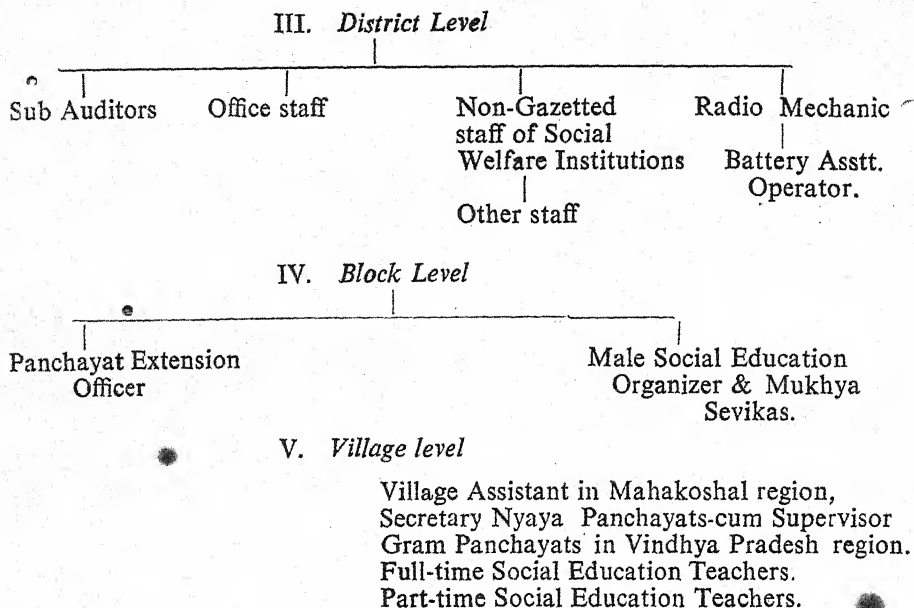 III. District Level
Sub Auditors Office staff Non-Gazetted Radio Mechanic
staff of Social
Welfare Institutions Battery Asstt.
Operator.
Other staff
IV. Block Level
Panchayat Extension Male Social Education
Officer Organizer & Mukhya
Sevikas.
V. Village level
Village Assistant in Mahakoshal region,
Secretary Nyaya Panchayats-cum Supervisor
Gram Panchayats in Vindhya Pradesh region.
Full-time Social Education Teachers.
Part-time Social Education Teachers.